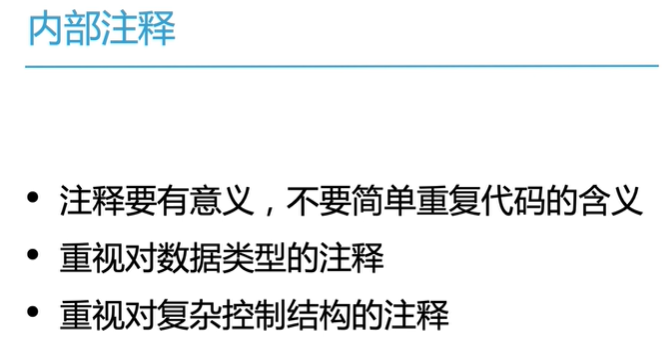 内部注释
• 注释要有意义，不要简单重复代码的含义
• 重视对数据类型的注释
• 重视对复杂控制结构的注释